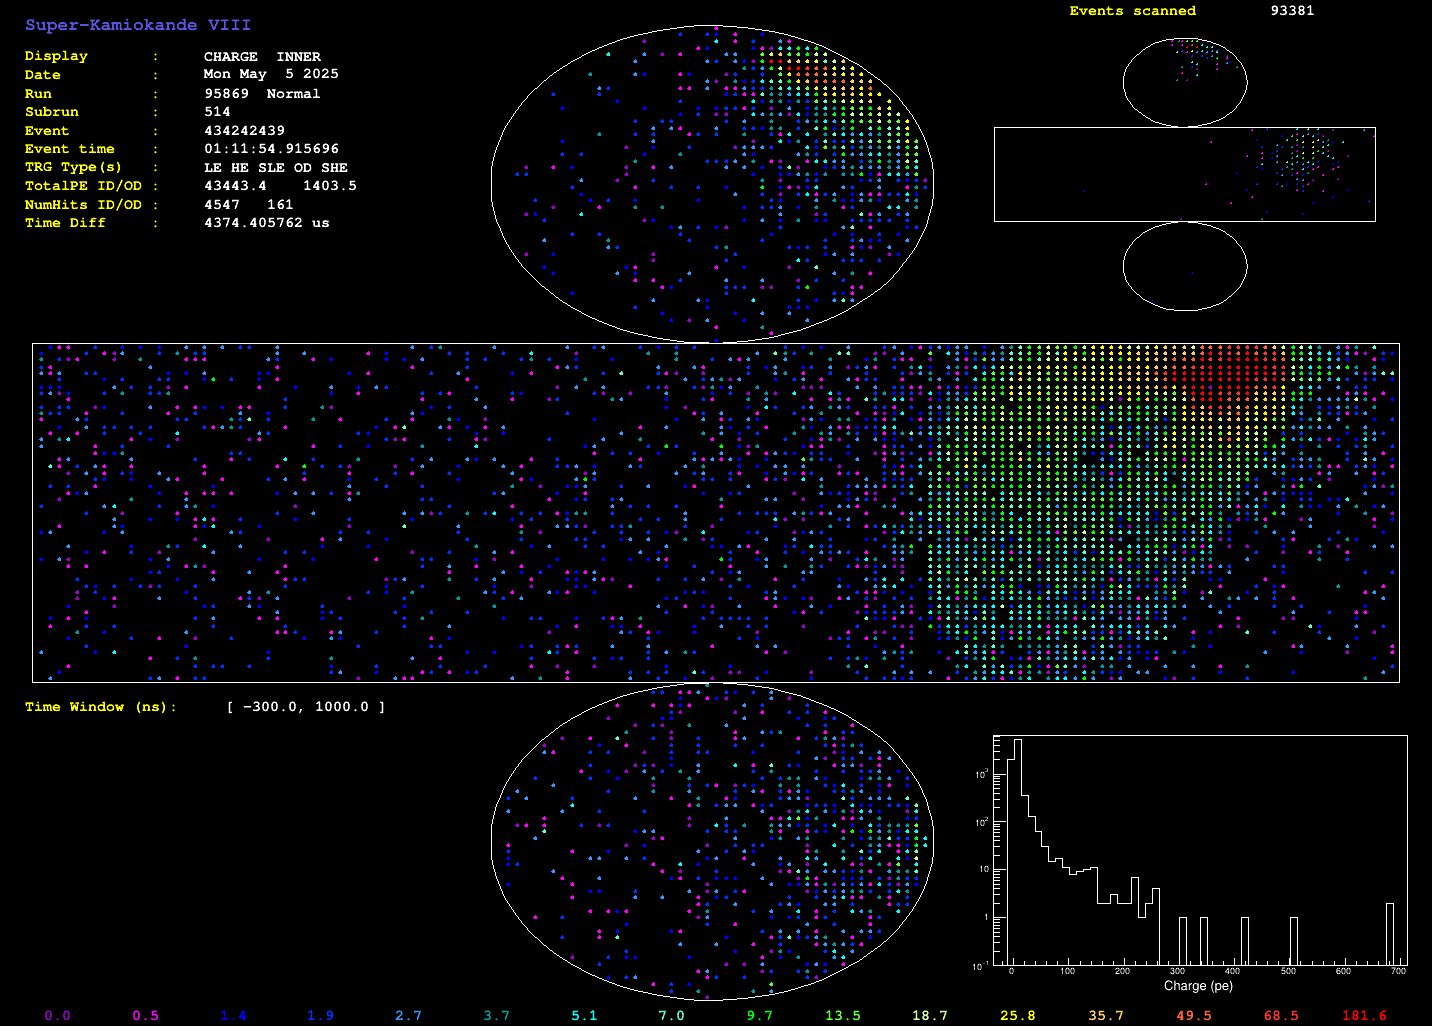 Super-Kamiokande VIII
Events scanned 93381
Display : CHARGE INNER
Date : Mon May 5 2025
Run : 95869 Normal
Subrun : 514
Event : 434242439
Event time : 01:11:54.915696
TRG Type(s) : LE HE SLE OD SHE
TotalPE ID/OD : 43443.4 1403.5
NumHits ID/OD : 4547 161
Time Diff : 4374.405762 us
Time Window (ns): [ -300.0, 1000.0 ]
10^3
10^2
10
1
10^-1
0 100 200 300 400 500 600 700
Charge (pe)
0.0 0.5 1.4 1.9 2.7 3.7 5.1 7.0 9.7 13.5 18.7 25.8 35.7 49.5 68.5 181.6